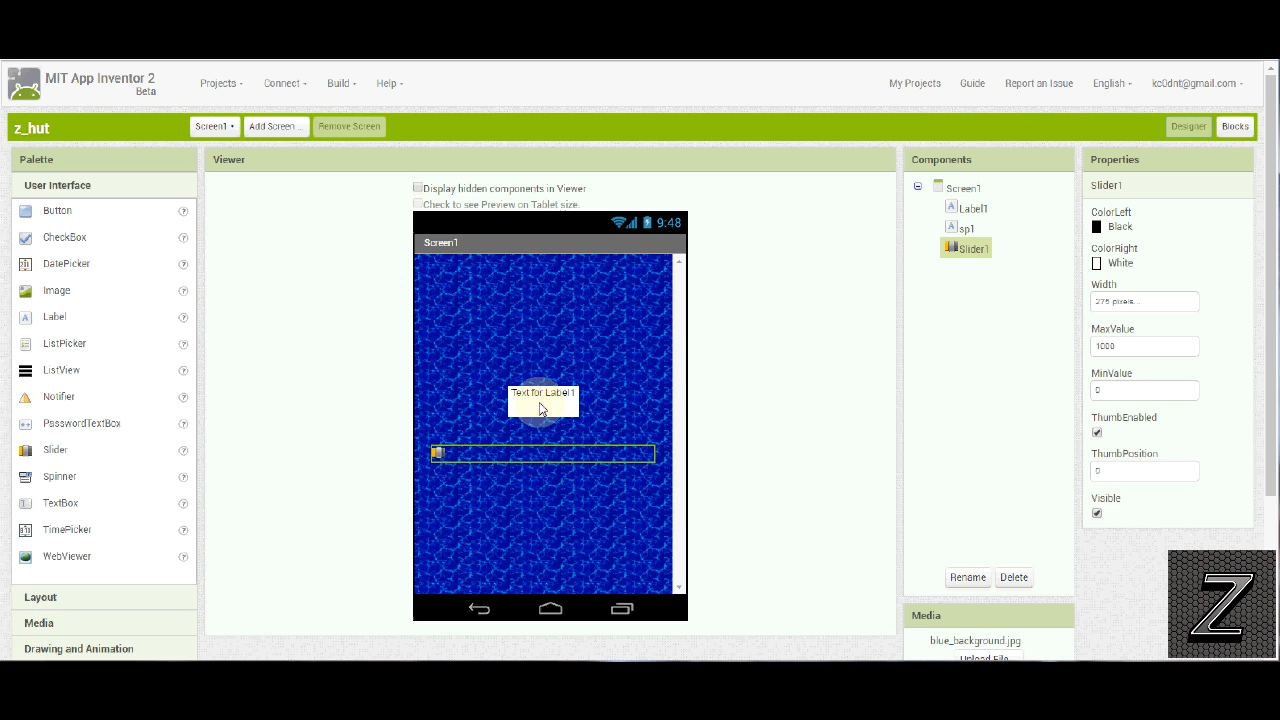 MIT App Inventor 2
Beta
Projects
Connect
Build
Help
My Projects
Guide
Report an Issue
English
kc0dnt@gmail.com
z_hut
Screen1
Add Screen ...
Remove Screen
Designer
Blocks
Palette
User Interface
Button
CheckBox
DatePicker
Image
Label
ListPicker
ListView
Notifier
PasswordTextBox
Slider
Spinner
TextBox
TimePicker
WebViewer
Layout
Media
Drawing and Animation
Viewer
Display hidden components in Viewer
Check to see Preview on Tablet size.
9:48
Screen1
Text for Label1
Components
Screen1
Label1
sp1
Slider1
Rename
Delete
Media
blue_background.jpg
Upload File
Properties
Slider1
ColorLeft
Black
ColorRight
White
Width
275 pixels...
MaxValue
1000
MinValue
0
ThumbEnabled
ThumbPosition
0
Visible
Z